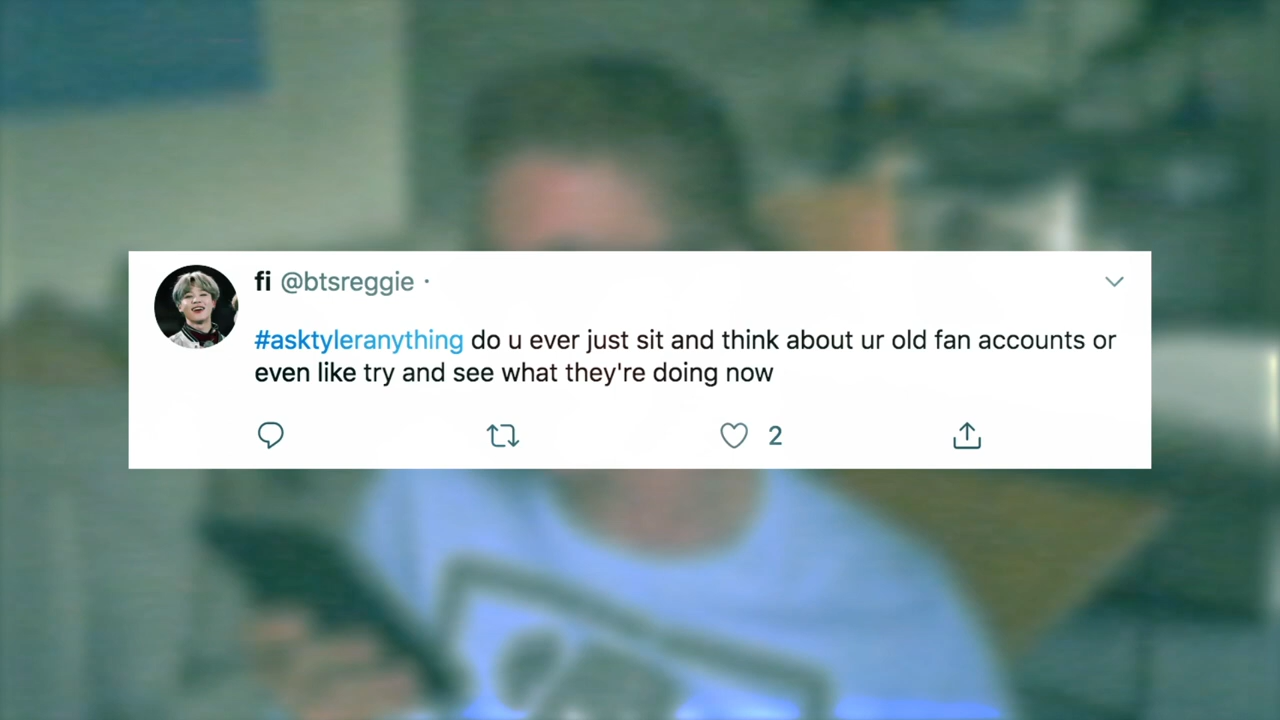 fi @btsreggie ·
#asktyleranything do u ever just sit and think about ur old fan accounts or
even like try and see what they're doing now
2